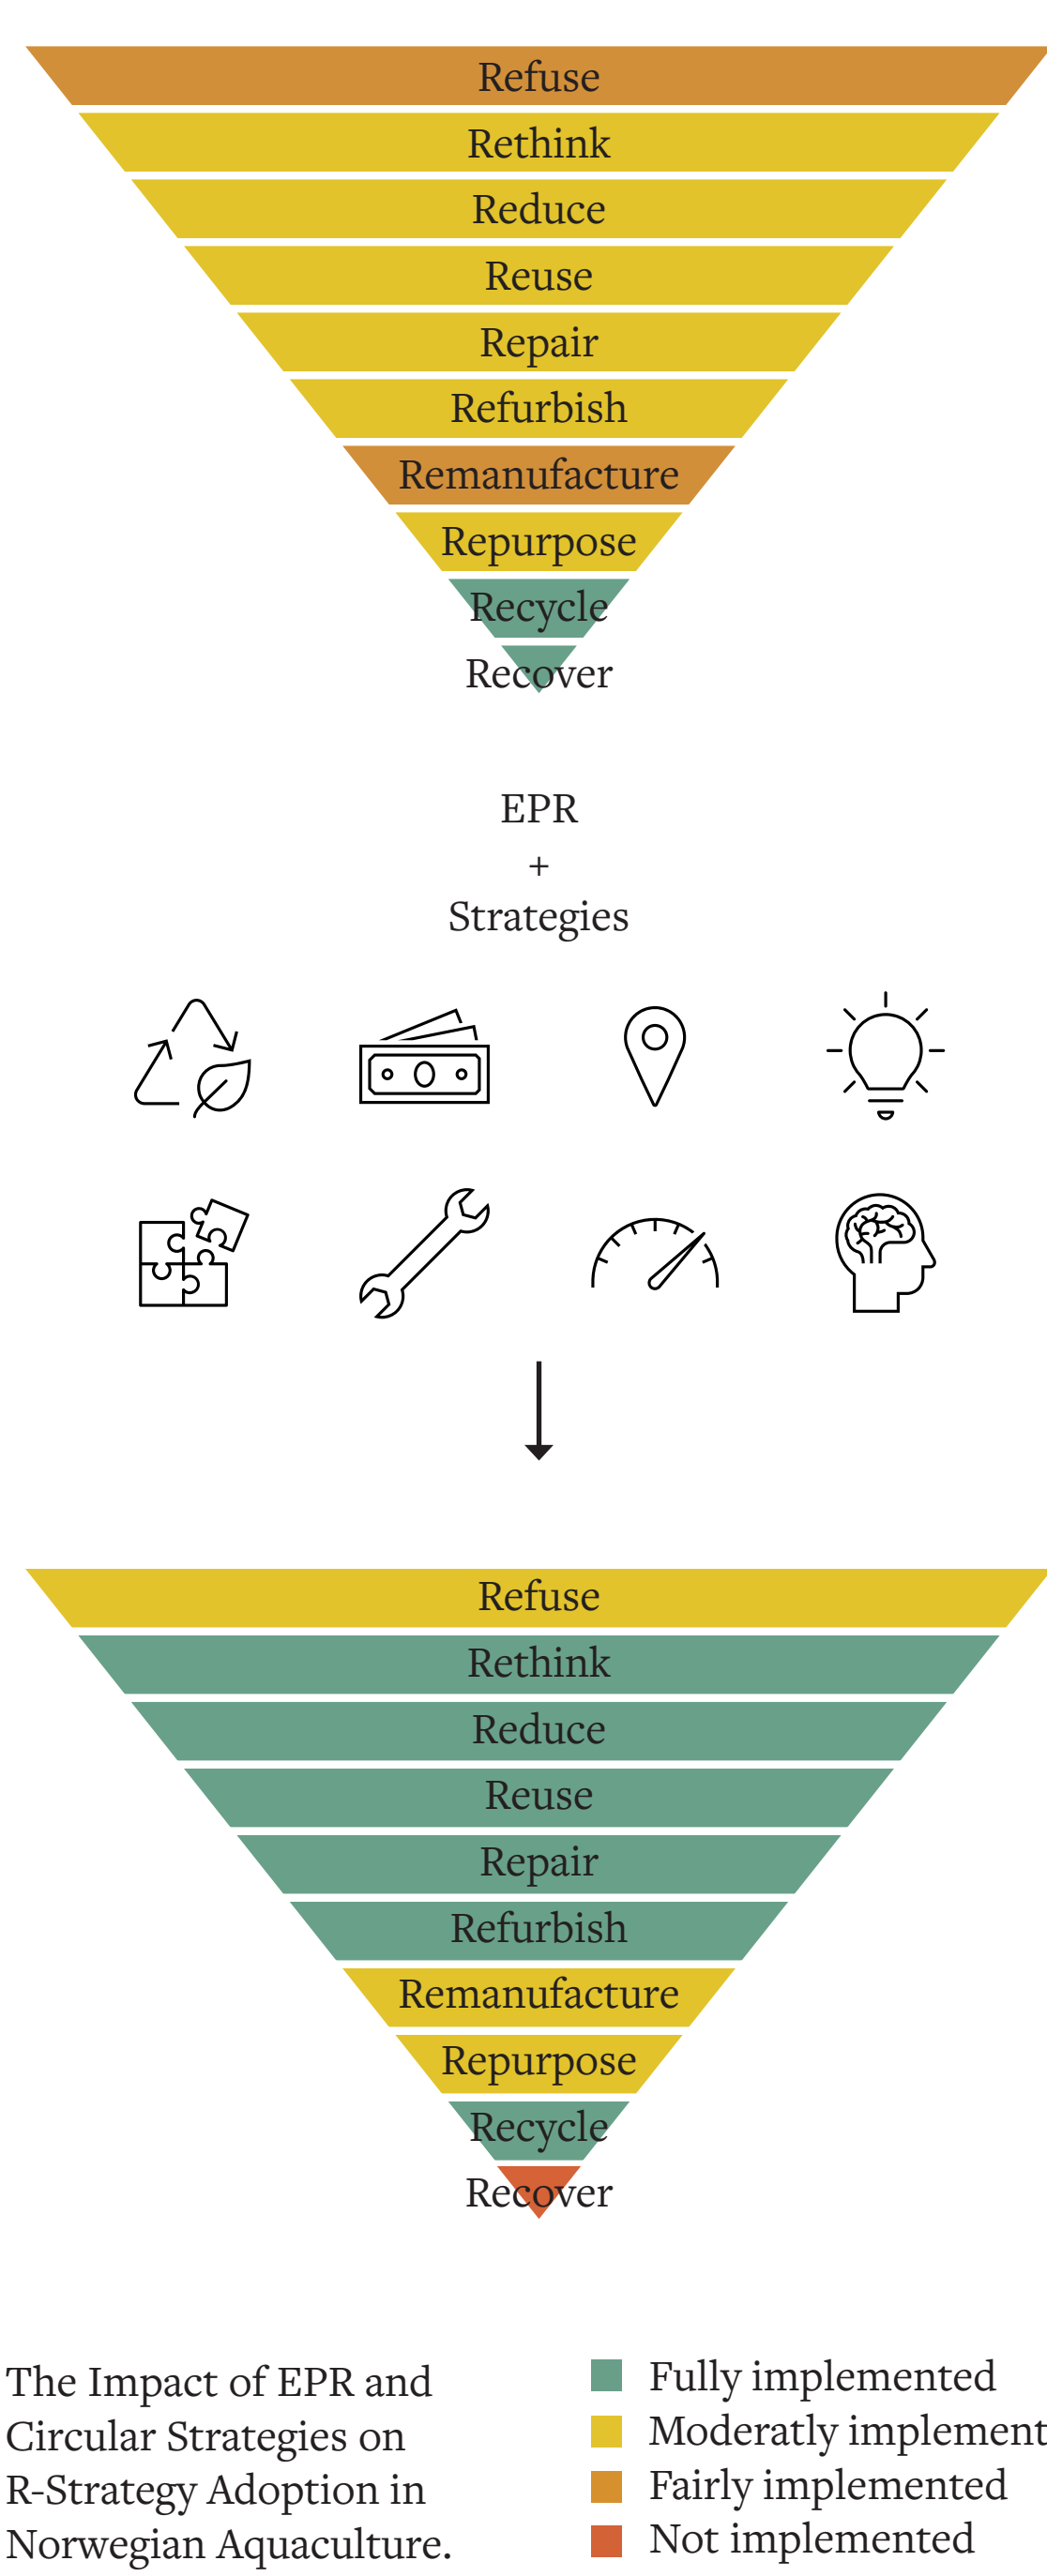 Refuse
Rethink
Reduce
Reuse
Repair
Refurbish
Remanufacture
Repurpose
Recycle
Recover
EPR
+
Strategies
Refuse
Rethink
Reduce
Reuse
Repair
Refurbish
Remanufacture
Repurpose
Recycle
Recover
The Impact of EPR and
Circular Strategies on
R-Strategy Adoption in
Norwegian Aquaculture.
Fully implemented
Moderatly implement
Fairly implemented
Not implemented